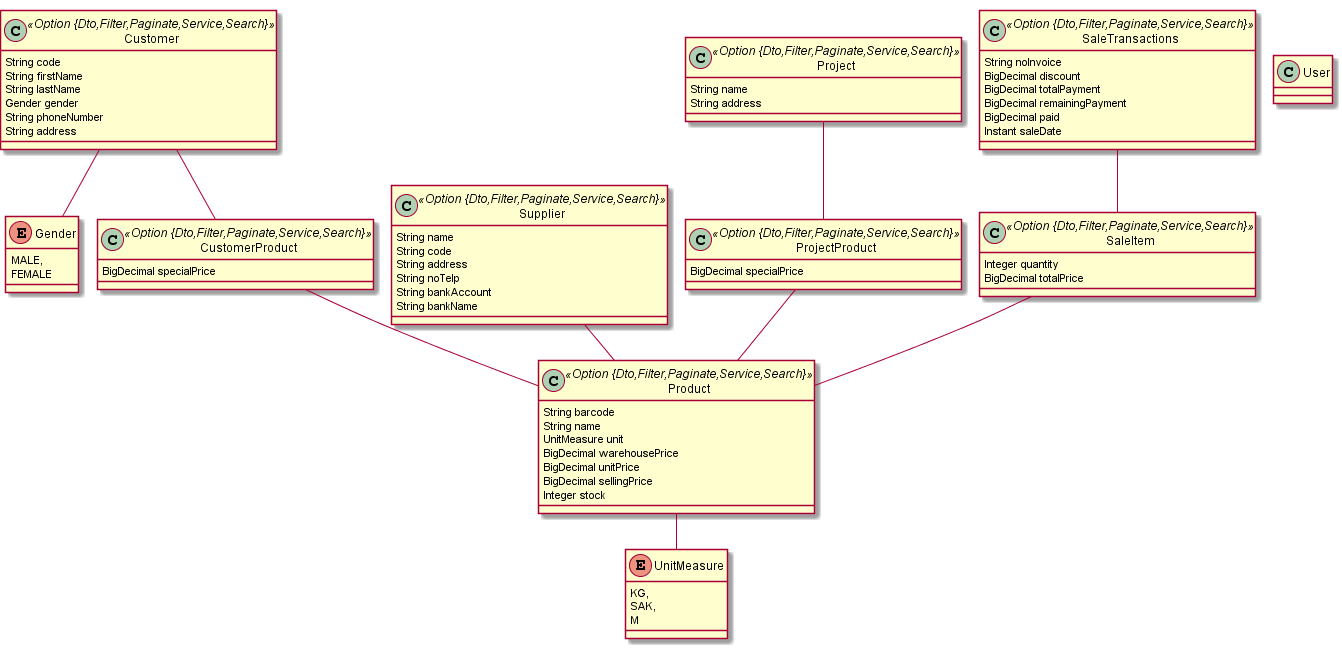 C «Option {Dto,Filter,Paginate,Service,Search}»
Customer
String code
String firstName
String lastName
Gender gender
String phoneNumber
String address
C «Option {Dto,Filter,Paginate,Service,Search}»
Project
String name
String address
C «Option {Dto,Filter,Paginate,Service,Search}»
SaleTransactions
String noInvoice
BigDecimal discount
BigDecimal totalPayment
BigDecimal remainingPayment
BigDecimal paid
Instant saleDate
C User
E Gender
MALE,
FEMALE
C «Option {Dto,Filter,Paginate,Service,Search}»
CustomerProduct
BigDecimal specialPrice
C «Option {Dto,Filter,Paginate,Service,Search}»
Supplier
String name
String code
String address
String noTelp
String bankAccount
String bankName
C «Option {Dto,Filter,Paginate,Service,Search}»
ProjectProduct
BigDecimal specialPrice
C «Option {Dto,Filter,Paginate,Service,Search}»
SaleItem
Integer quantity
BigDecimal totalPrice
C «Option {Dto,Filter,Paginate,Service,Search}»
Product
String barcode
String name
UnitMeasure unit
BigDecimal warehousePrice
BigDecimal unitPrice
BigDecimal sellingPrice
Integer stock
E UnitMeasure
KG,
SAK,
M